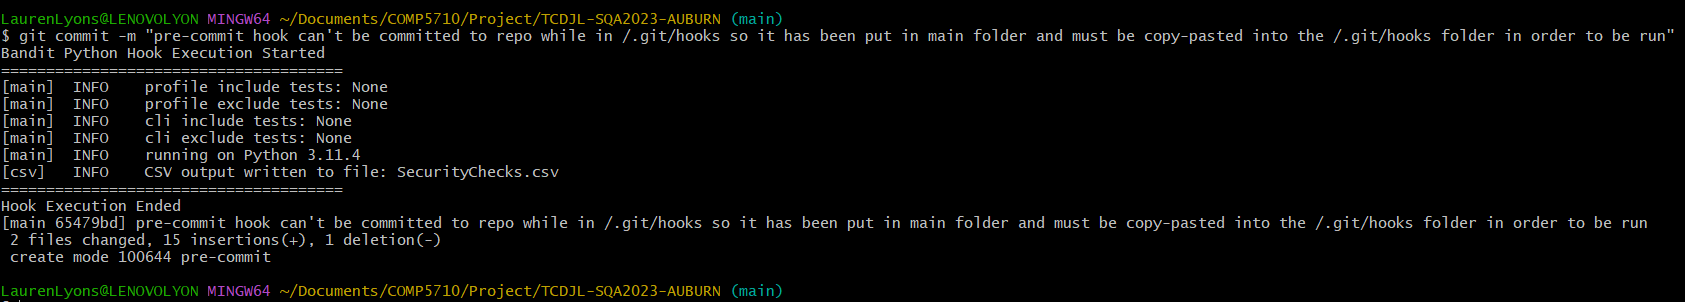 LaurenLyons@LENOVOLYON MINGW64 ~/Documents/COMP5710/Project/TCDJL-SQA2023-AUBURN (main)
$ git commit -m "pre-commit hook can't be committed to repo while in /.git/hooks so it has been put in main folder and must be copy-pasted into the /.git/hooks folder in order to be run"
Bandit Python Hook Execution Started
======================================
[main]  INFO    profile include tests: None
[main]  INFO    profile exclude tests: None
[main]  INFO    cli include tests: None
[main]  INFO    cli exclude tests: None
[main]  INFO    running on Python 3.11.4
[csv]   INFO    CSV output written to file: SecurityChecks.csv
======================================
Hook Execution Ended
[main 65479bd] pre-commit hook can't be committed to repo while in /.git/hooks so it has been put in main folder and must be copy-pasted into the /.git/hooks folder in order to be run
 2 files changed, 15 insertions(+), 1 deletion(-)
 create mode 100644 pre-commit
LaurenLyons@LENOVOLYON MINGW64 ~/Documents/COMP5710/Project/TCDJL-SQA2023-AUBURN (main)